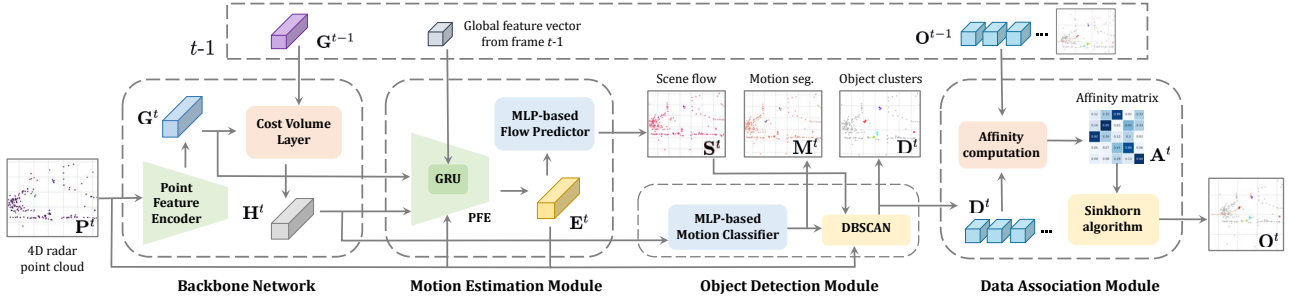 t-1
G^{t-1}
Global feature vector
from frame t-1
O^{t-1}
...
Scene flow
Motion seg.
Object clusters
S^t
M^t
D^t
G^t
Cost Volume
Layer
Point
Feature
Encoder
H^t
P^t
4D radar
point cloud
Backbone Network
MLP-based
Flow Predictor
GRU
PFE
E^t
Motion Estimation Module
MLP-based
Motion Classifier
DBSCAN
Object Detection Module
Affinity matrix
Affinity
computation
A^t
D^t
...
Sinkhorn
algorithm
O^t
Data Association Module